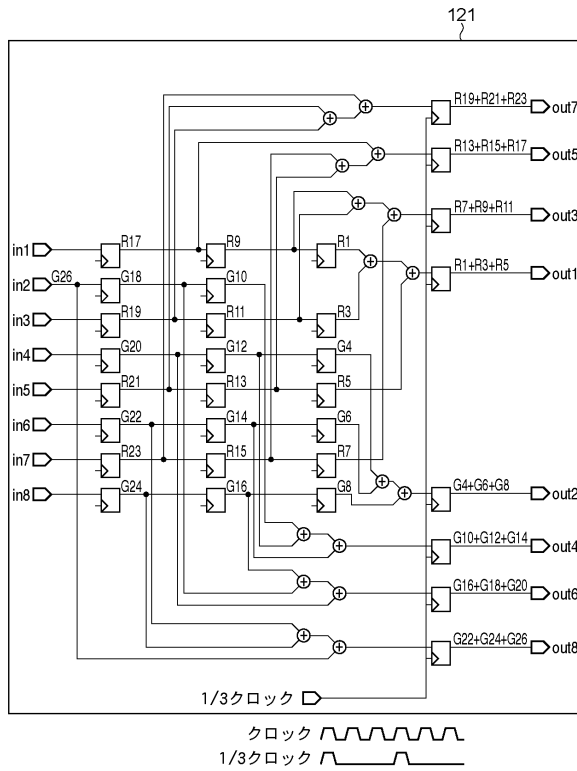 121
R19+R21+R23
out7
R13+R15+R17
out5
R7+R9+R11
out3
in1
R17
R9
R1
R1+R3+R5
out1
in2
G26
G18
G10
in3
R19
R11
R3
in4
G20
G12
G4
in5
R21
R13
R5
in6
G22
G14
G6
in7
R23
R15
R7
in8
G24
G16
G8
G4+G6+G8
out2
G10+G12+G14
out4
G16+G18+G20
out6
G22+G24+G26
out8
1/3クロック
クロック
1/3クロック